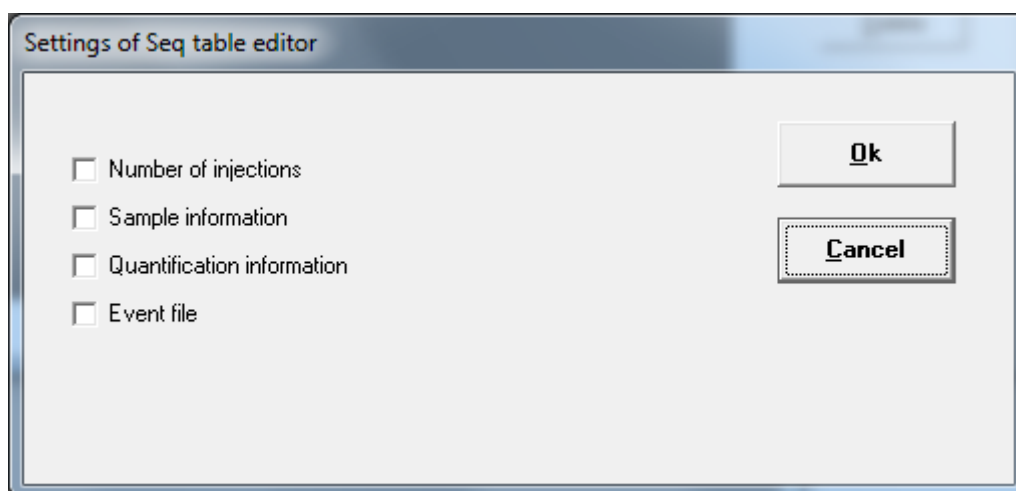 Settings of Seq table editor
Number of injections
Sample information
Quantification information
Event file
Ok
Cancel